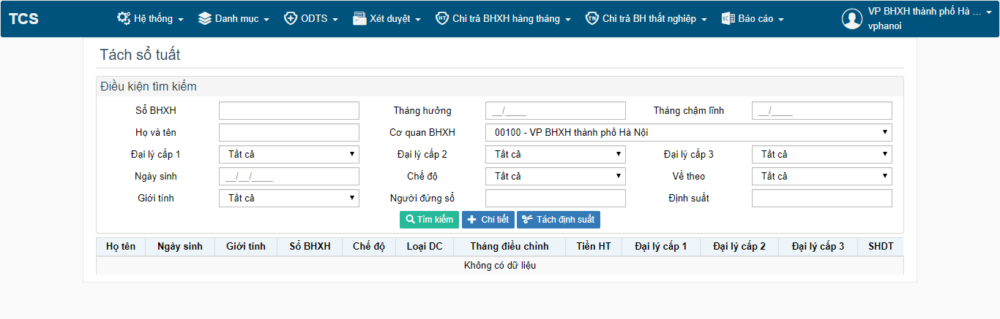 TCS Hệ thống Danh mục ODTS Xét duyệt HT Chi trả BHXH hàng tháng TN Chi trả BH thất nghiệp BC Báo cáo VP BHXH thành phố Hà ...
vphanoi
Tách sổ tuất
Điều kiện tìm kiếm
Số BHXH Tháng hưởng __/____ Tháng chậm lĩnh __/____
Họ và tên Cơ quan BHXH 00100 - VP BHXH thành phố Hà Nội
Đại lý cấp 1 Tất cả Đại lý cấp 2 Tất cả Đại lý cấp 3 Tất cả
Ngày sinh __/__/____ Chế độ Tất cả Về theo Tất cả
Giới tính Tất cả Người đứng sổ Định suất
Tìm kiếm Chi tiết Tách định suất
Họ tên Ngày sinh Giới tính Số BHXH Chế độ Loại DC Tháng điều chỉnh Tiền HT Đại lý cấp 1 Đại lý cấp 2 Đại lý cấp 3 SHDT
Không có dữ liệu